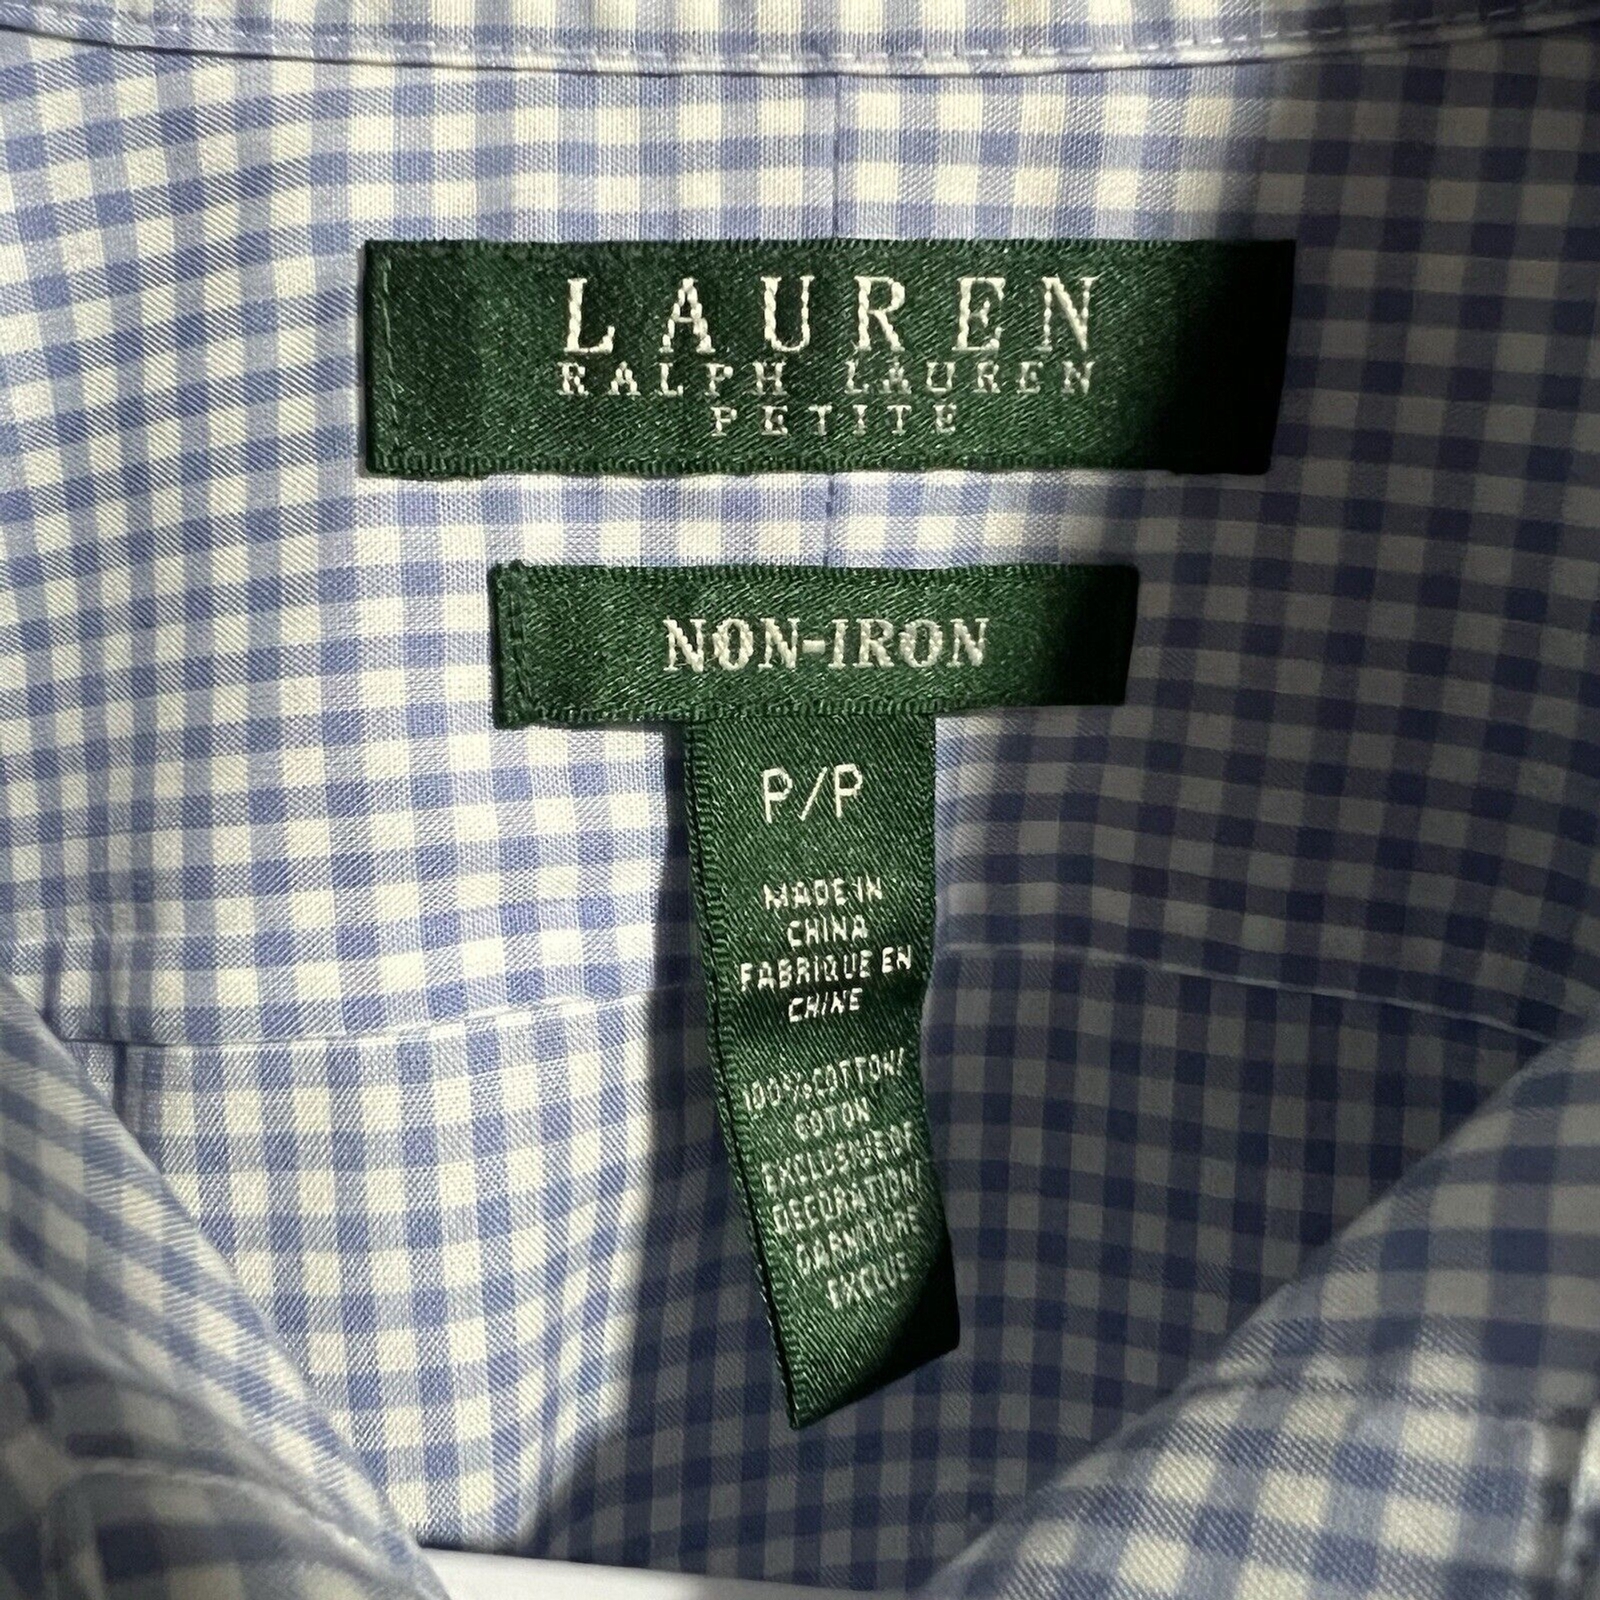 LAUREN
RALPH LAUREN
PETITE
NON-IRON
P/P
MADE IN
CHINA
FABRIQUE EN
CHINE
100% COTTON/
COTON
EXCLUSIVE OF
DECORATION/
GARNITURE
EXCLUE